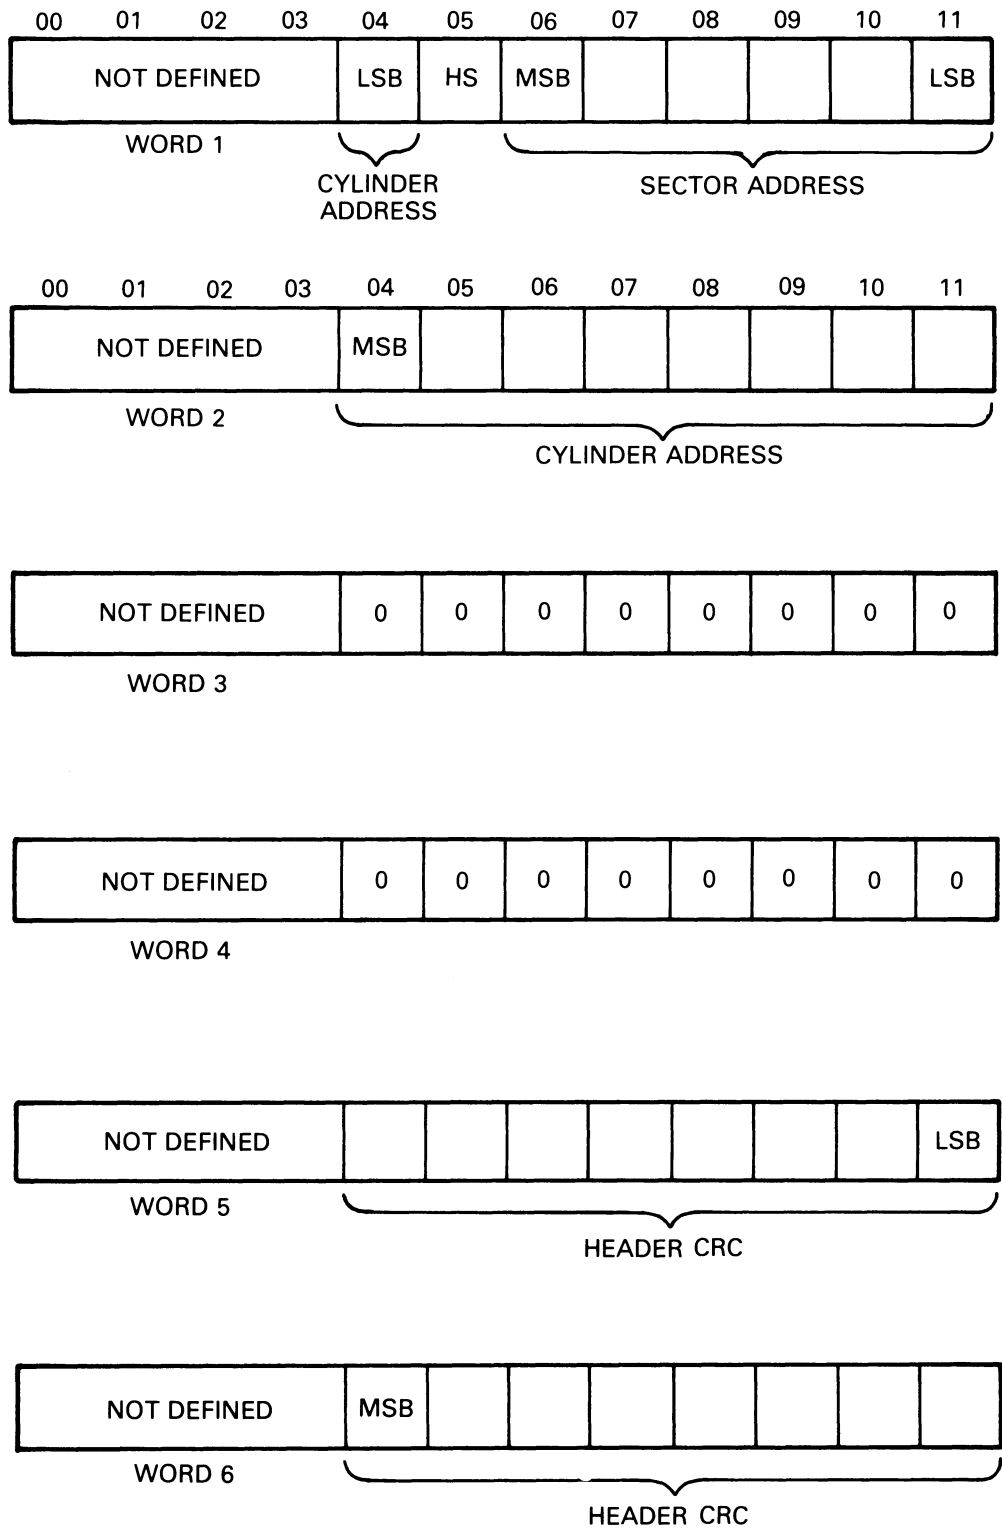 00 01 02 03 04 05 06 07 08 09 10 11
NOT DEFINED LSB HS MSB LSB
WORD 1
CYLINDER
ADDRESS
SECTOR ADDRESS
00 01 02 03 04 05 06 07 08 09 10 11
NOT DEFINED MSB
WORD 2
CYLINDER ADDRESS
NOT DEFINED 0 0 0 0 0 0 0 0
WORD 3
NOT DEFINED 0 0 0 0 0 0 0 0
WORD 4
NOT DEFINED LSB
WORD 5
HEADER CRC
NOT DEFINED MSB
WORD 6
HEADER CRC